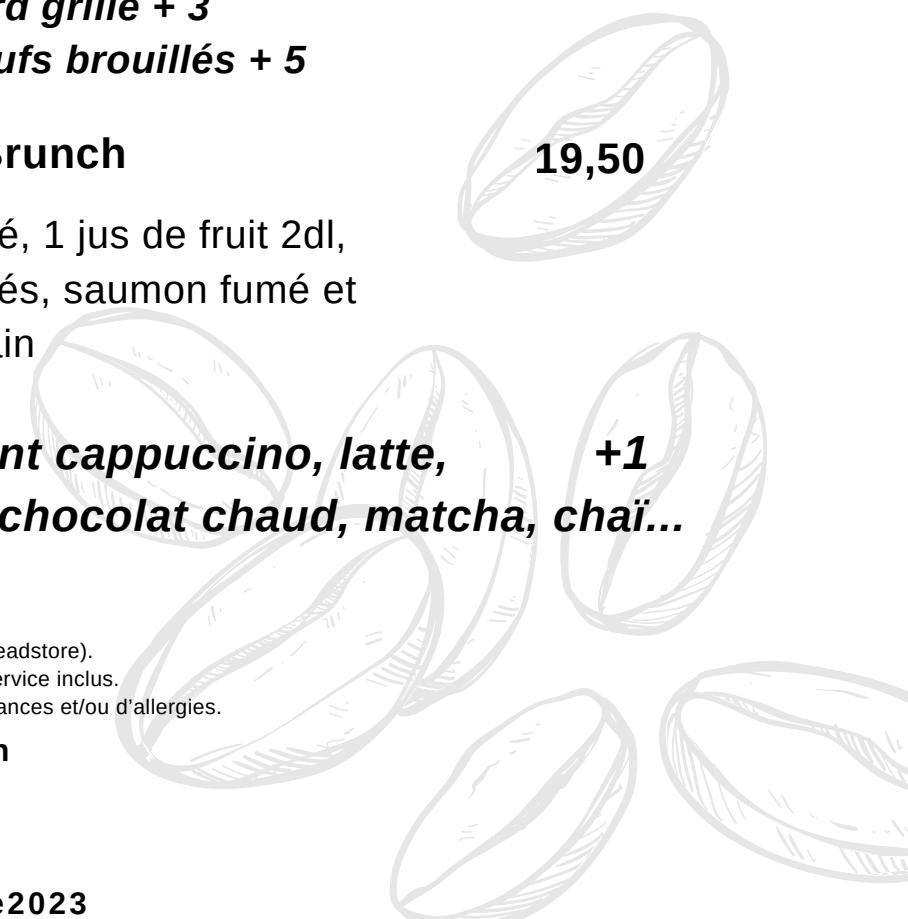 rd grillé + 3
ufs brouillés + 5
Brunch 19,50
é, 1 jus de fruit 2dl,
és, saumon fumé et
in
nt cappuccino, latte, +1
chocolat chaud, matcha, chaï...
eadstore).
ervice inclus.
ances et/ou d’allergies.
n
e2023